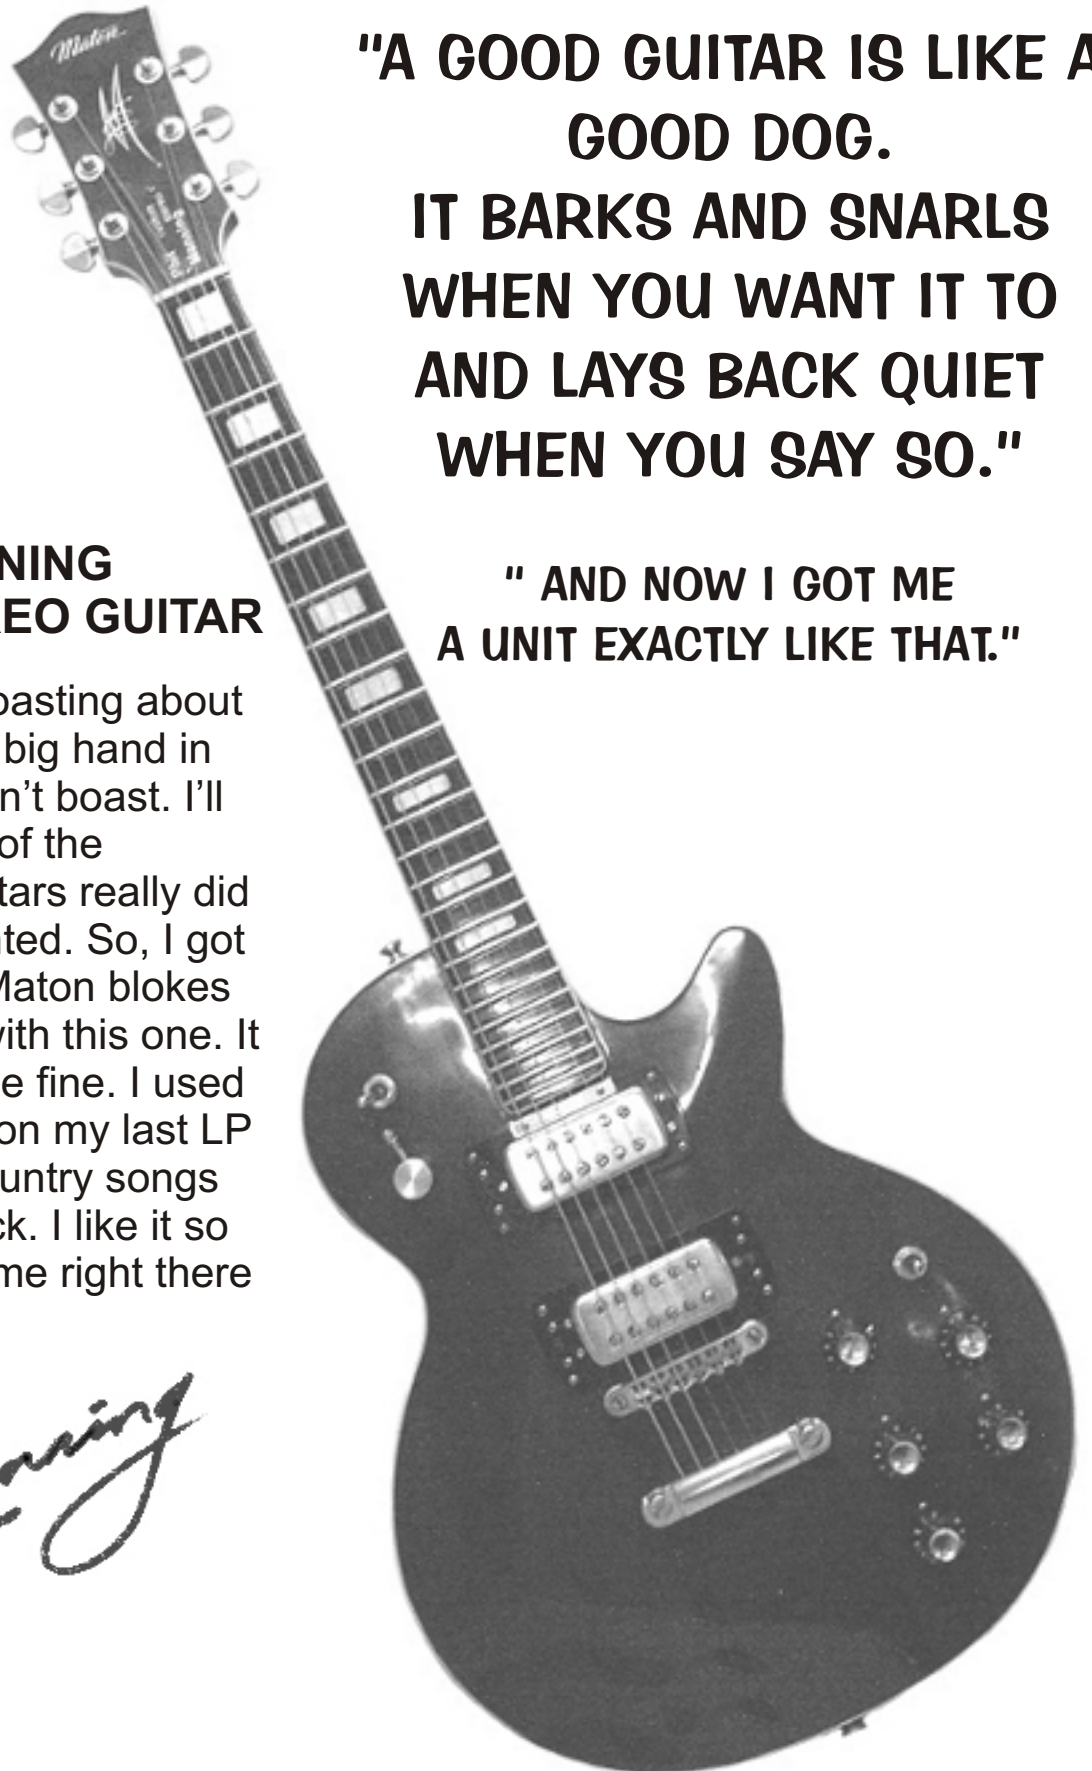 Maton
"A GOOD GUITAR IS LIKE A
GOOD DOG.
IT BARKS AND SNARLS
WHEN YOU WANT IT TO
AND LAYS BACK QUIET
WHEN YOU SAY SO."
" AND NOW I GOT ME
A UNIT EXACTLY LIKE THAT."
NING
EO GUITAR
oasting about
big hand in
n't boast. I'll
of the
tars really did
ted. So, I got
Maton blokes
with this one. It
e fine. I used
on my last LP
untry songs
ck. I like it so
me right there
nning